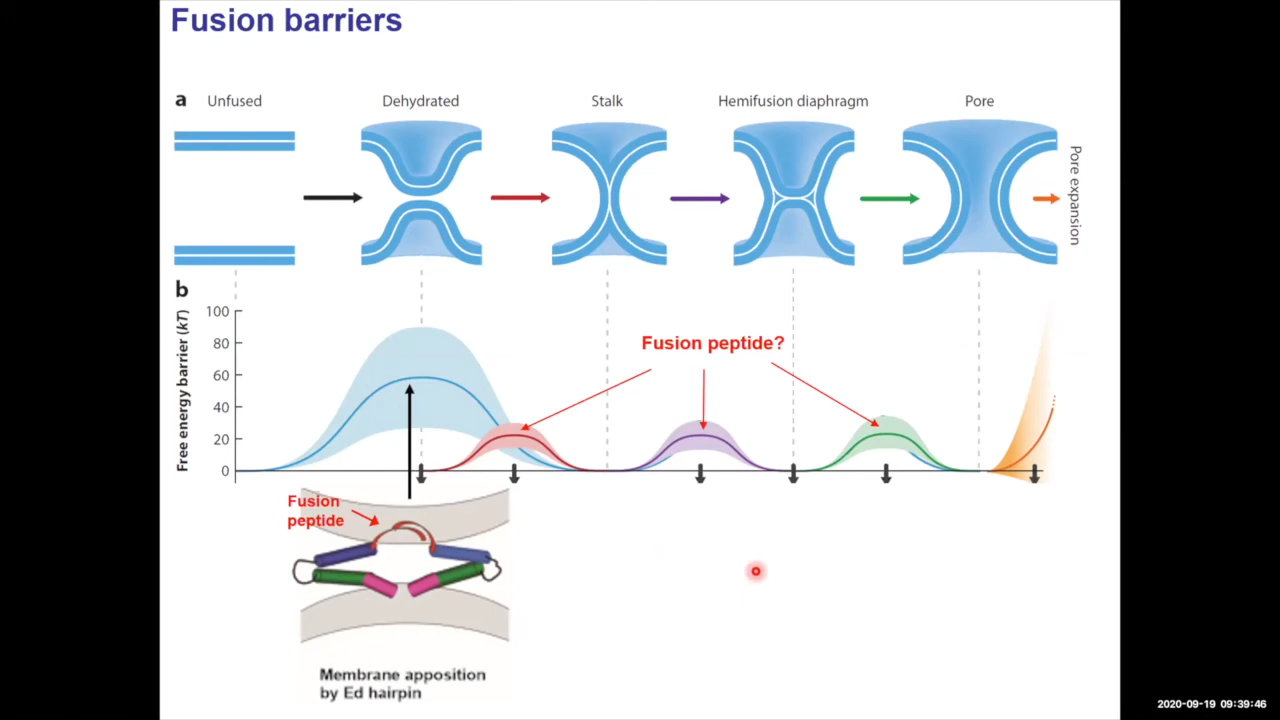 Fusion barriers
a Unfused Dehydrated Stalk Hemifusion diaphragm Pore
Pore expansion
b
Free energy barrier (kT)
100
80
60
40
20
0
Fusion peptide?
Fusion
peptide
Membrane apposition
by Ed hairpin
2020-09-19 09:39:46